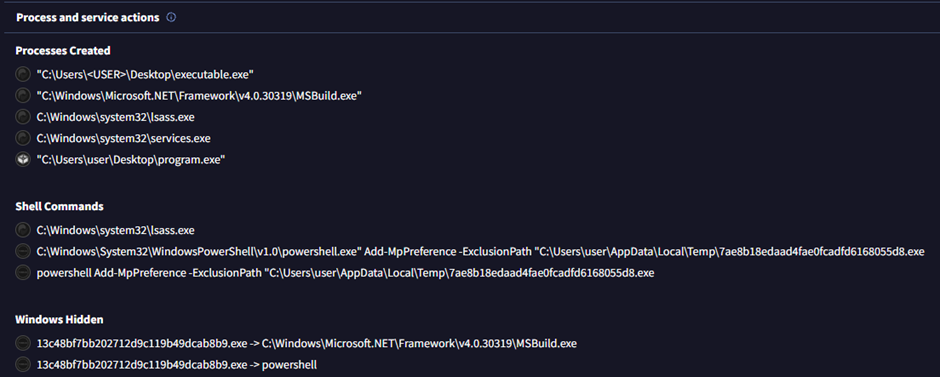 Process and service actions
Processes Created
"C:\Users\<USER>\Desktop\executable.exe"
"C:\Windows\Microsoft.NET\Framework\v4.0.30319\MSBuild.exe"
C:\Windows\system32\lsass.exe
C:\Windows\system32\services.exe
"C:\Users\user\Desktop\program.exe"
Shell Commands
C:\Windows\system32\lsass.exe
C:\Windows\System32\WindowsPowerShell\v1.0\powershell.exe" Add-MpPreference -ExclusionPath "C:\Users\user\AppData\Local\Temp\7ae8b18edaad4fae0fcadfd6168055d8.exe
powershell Add-MpPreference -ExclusionPath "C:\Users\user\AppData\Local\Temp\7ae8b18edaad4fae0fcadfd6168055d8.exe
Windows Hidden
13c48bf7bb202712d9c119b49dcab8b9.exe -> C:\Windows\Microsoft.NET\Framework\v4.0.30319\MSBuild.exe
13c48bf7bb202712d9c119b49dcab8b9.exe -> powershell